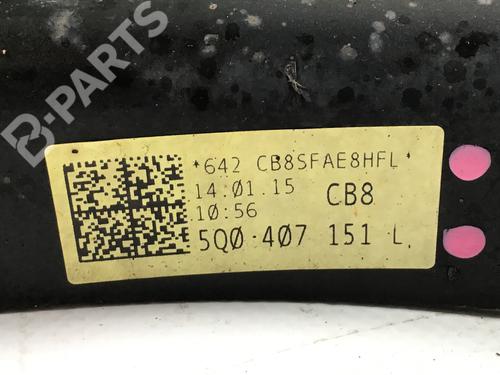 *642 CB8SFAE8HFL*
14.01.15
10:56 CB8
5Q0 407 151 L
B-PARTS